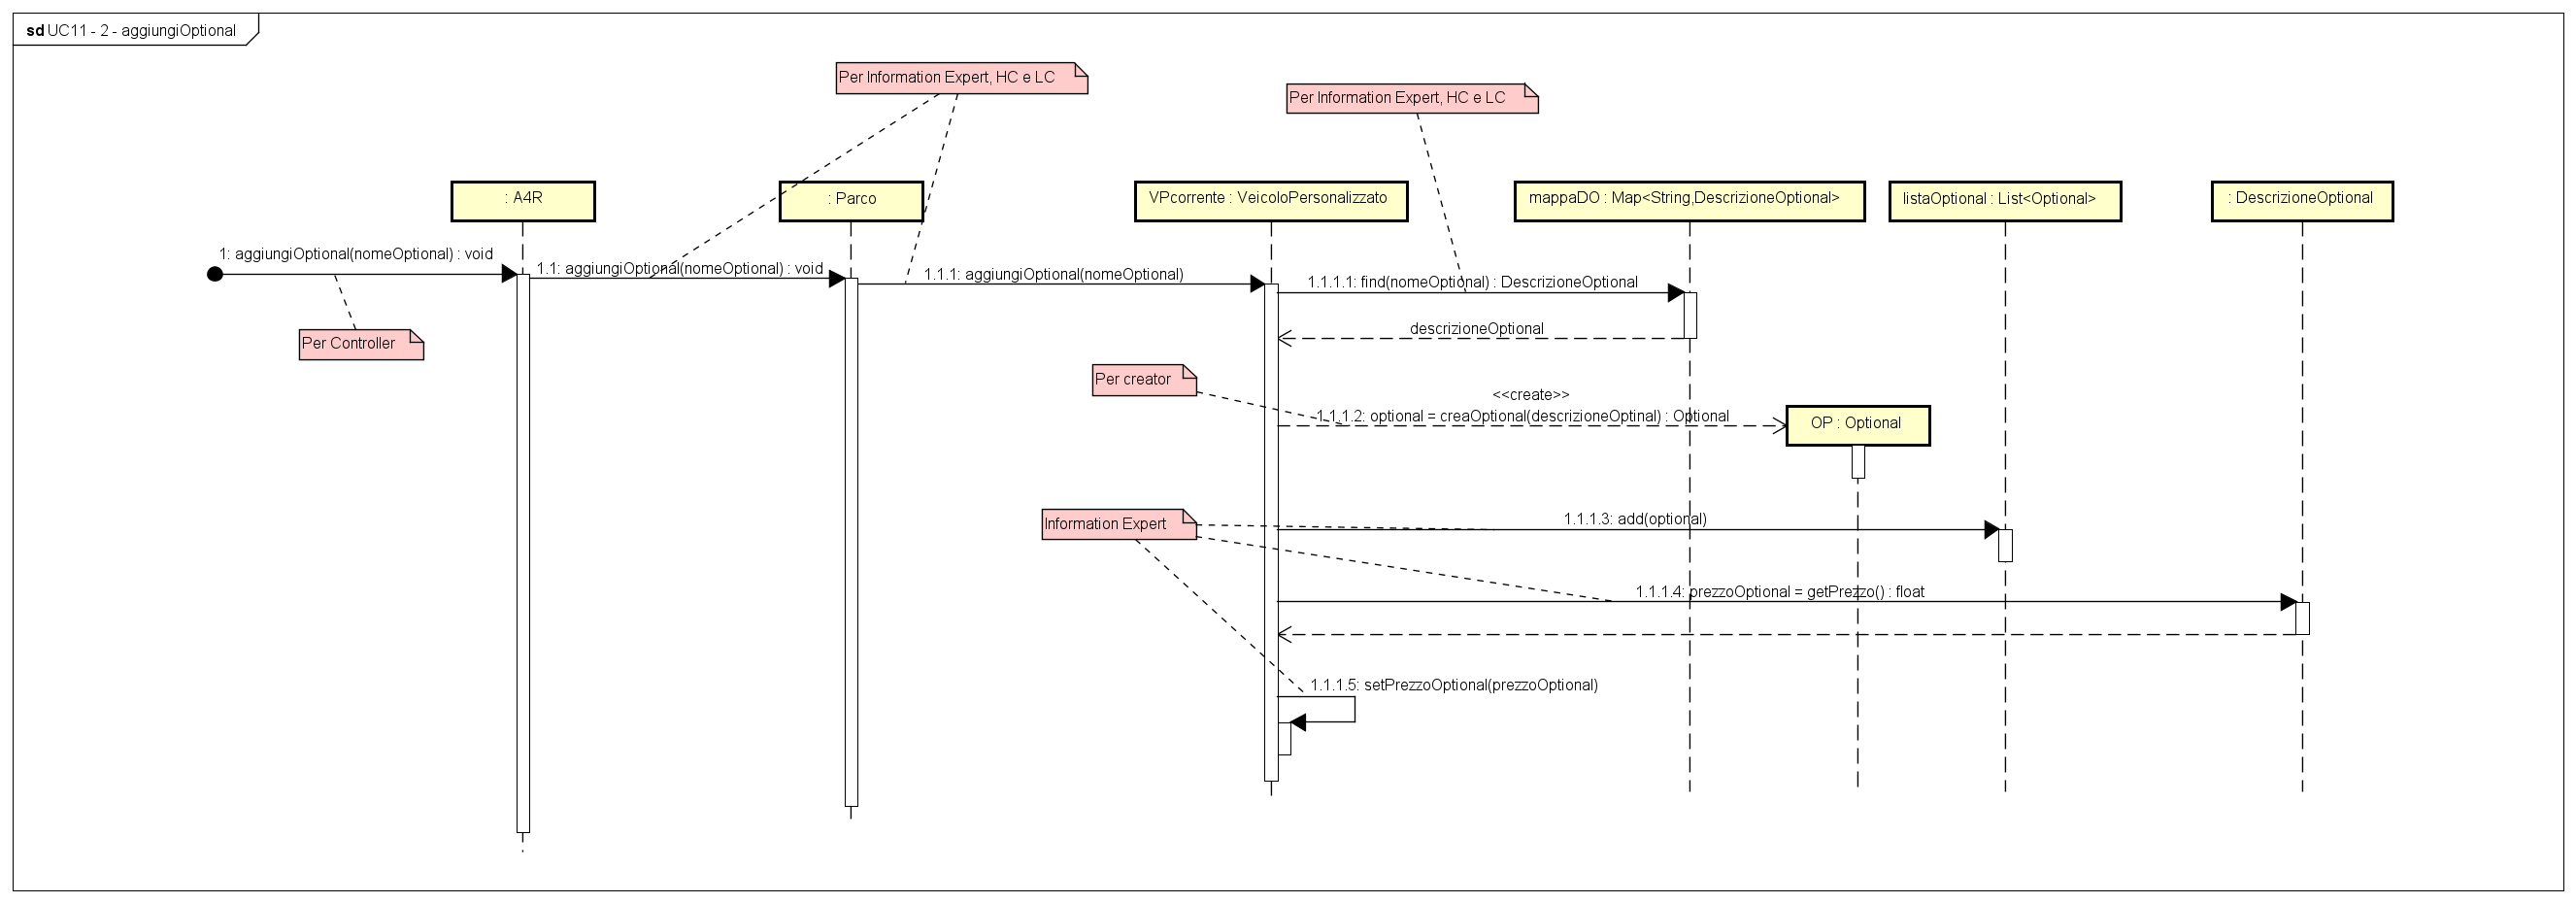 sd UC11 - 2 - aggiungiOptional
Per Information Expert, HC e LC
Per Information Expert, HC e LC
: A4R
: Parco
VPcorrente : VeicoloPersonalizzato
mappaDO : Map<String,DescrizioneOptional>
listaOptional : List<Optional>
: DescrizioneOptional
1: aggiungiOptional(nomeOptional) : void
1.1: aggiungiOptional(nomeOptional) : void
1.1.1: aggiungiOptional(nomeOptional)
1.1.1.1: find(nomeOptional) : DescrizioneOptional
descrizioneOptional
Per Controller
Per creator
<<create>>
1.1.1.2: optional = creaOptional(descrizioneOptinal) : Optional
OP : Optional
Information Expert
1.1.1.3: add(optional)
1.1.1.4: prezzoOptional = getPrezzo() : float
1.1.1.5: setPrezzoOptional(prezzoOptional)